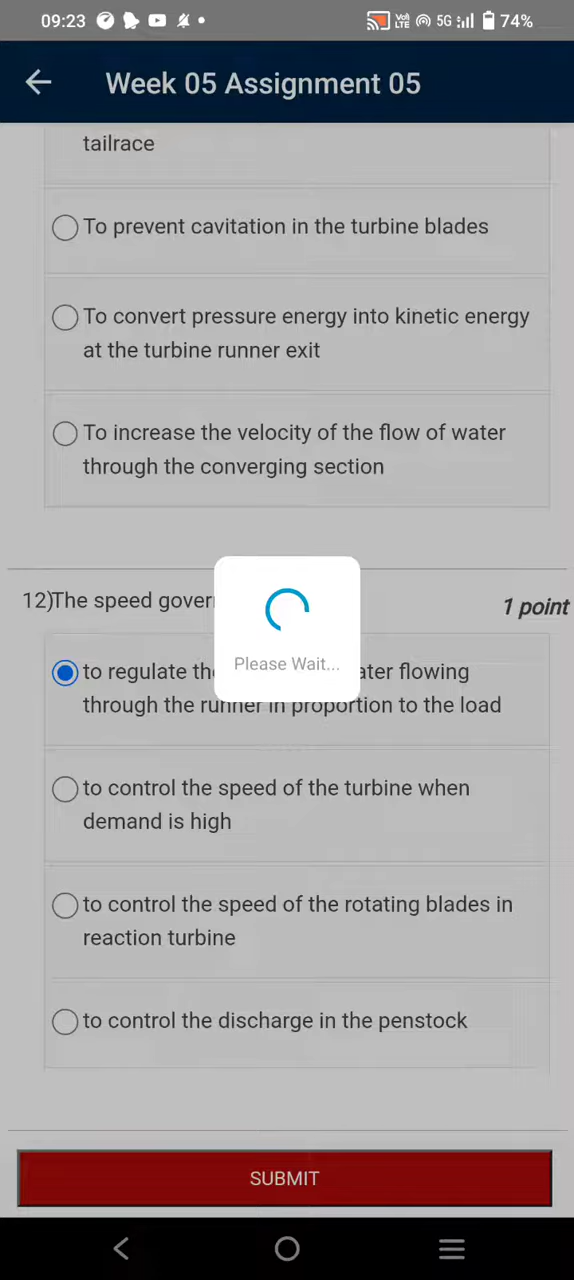 09:23 VoD LTE 5G 74%
Week 05 Assignment 05
tailrace
To prevent cavitation in the turbine blades
To convert pressure energy into kinetic energy
at the turbine runner exit
To increase the velocity of the flow of water
through the converging section
12)The speed gover
1 point
Please Wait...
to regulate the ater flowing
through the runner in proportion to the load
to control the speed of the turbine when
demand is high
to control the speed of the rotating blades in
reaction turbine
to control the discharge in the penstock
SUBMIT